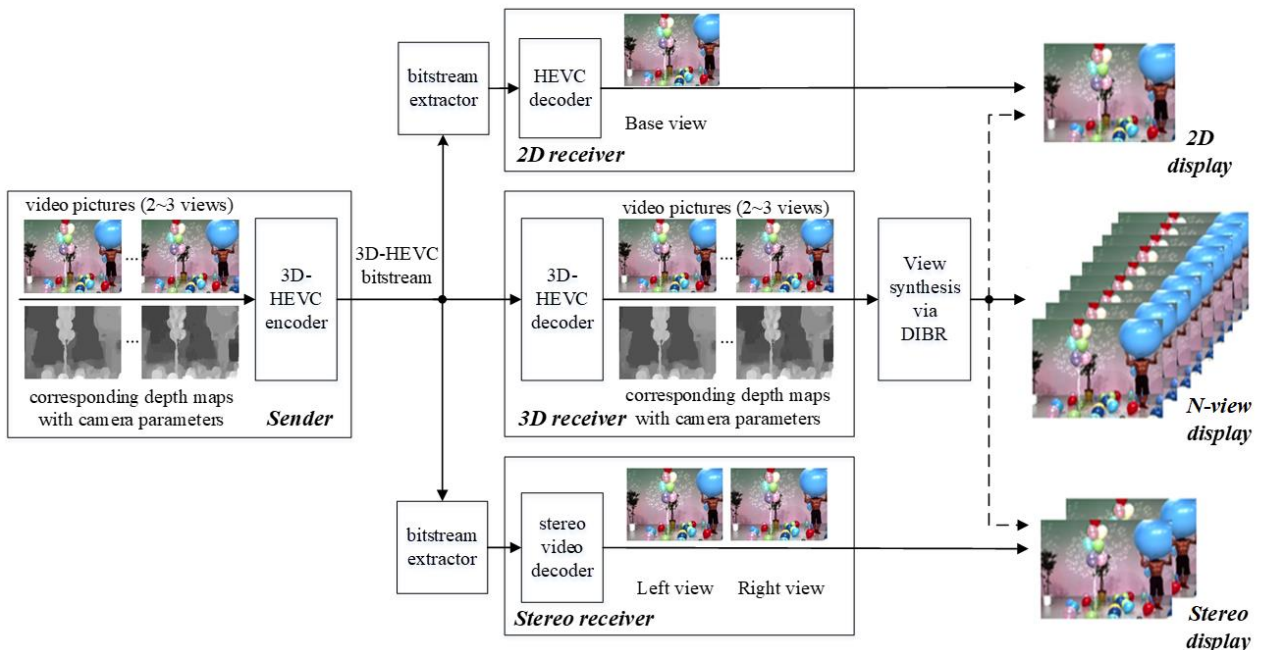 bitstream
extractor
HEVC
decoder
Base view
2D receiver
2D
display
video pictures (2~3 views)
...
...
3D-
HEVC
encoder
corresponding depth maps
with camera parameters
Sender
3D-HEVC
bitstream
3D-
HEVC
decoder
video pictures (2~3 views)
...
...
corresponding depth maps
with camera parameters
3D receiver
View
synthesis
via
DIBR
N-view
display
bitstream
extractor
stereo
video
decoder
Left view
Right view
Stereo receiver
Stereo
display